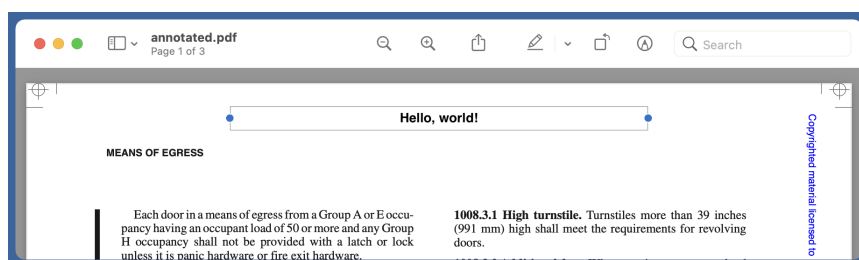 annotated.pdf
Page 1 of 3
Search
Hello, world!
MEANS OF EGRESS
Each door in a means of egress from a Group A or E occu-
pancy having an occupant load of 50 or more and any Group
H occupancy shall not be provided with a latch or lock
unless it is panic hardware or fire exit hardware.
1008.3.1 High turnstile. Turnstiles more than 39 inches
(991 mm) high shall meet the requirements for revolving
doors.
Copyrighted material licensed to